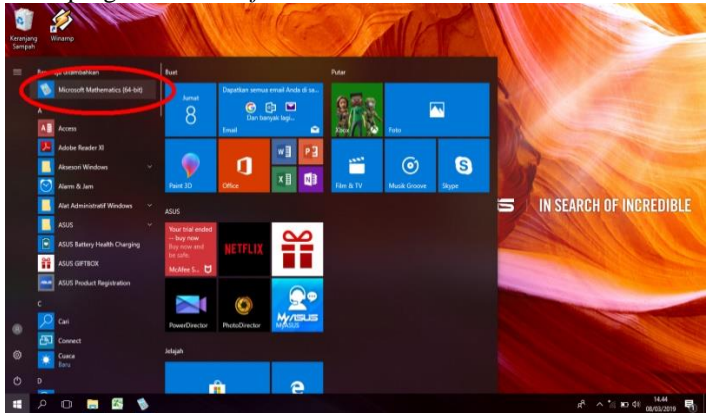 Keranjang
Sampah
Winamp
Baru saja ditambahkan
Microsoft Mathematics (64-bit)
A
Access
Adobe Reader XI
Aksesori Windows
Alarm & Jam
Alat Administratif Windows
ASUS
ASUS Battery Health Charging
ASUS GIFTBOX
ASUS Product Registration
C
Cari
Connect
Cuaca
Baru
D
Buat
Jumat
8
Dapatkan semua email Anda di sa...
Dan banyak lagi...
Email
Paint 3D
Office
Putar
Xbox
Foto
Film & TV
Musik Groove
Skype
ASUS
Your trial ended
-- buy now
Buy now and
be safe.
McAfee S...
NETFLIX
PowerDirector
PhotoDirector
MyASUS
MyASUS
Jelajah
IN SEARCH OF INCREDIBLE
14.44
08/03/2019